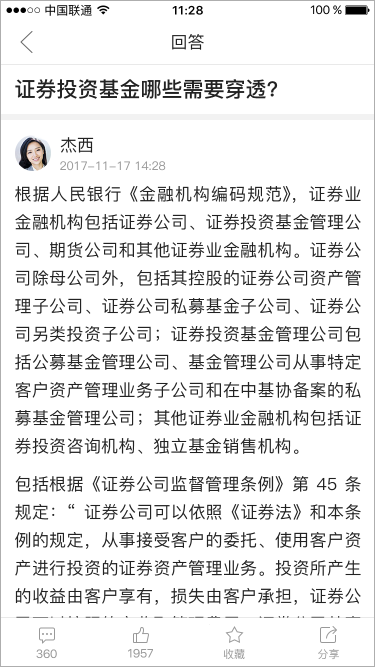 中国联通
11:28
100%
回答
证券投资基金哪些需要穿透？
杰西
2017-11-17 14:28
根据人民银行《金融机构编码规范》，证券业
金融机构包括证券公司、证券投资基金管理公
司、期货公司和其他证券业金融机构。证券公
司除母公司外，包括其控股的证券公司资产管
理子公司、证券公司私募基金子公司、证券公
司另类投资子公司；证券投资基金管理公司包
括公募基金管理公司、基金管理公司从事特定
客户资产管理业务子公司和在中基协备案的私
募基金管理公司；其他证券业金融机构包括证
券投资咨询机构、独立基金销售机构。
包括根据《证券公司监督管理条例》第 45 条
规定：“ 证券公司可以依照《证券法》和本条
例的规定，从事接受客户的委托、使用客户资
产进行投资的证券资产管理业务。投资所产生
的收益由客户享有，损失由客户承担，证券公
360
1957
收藏
分享